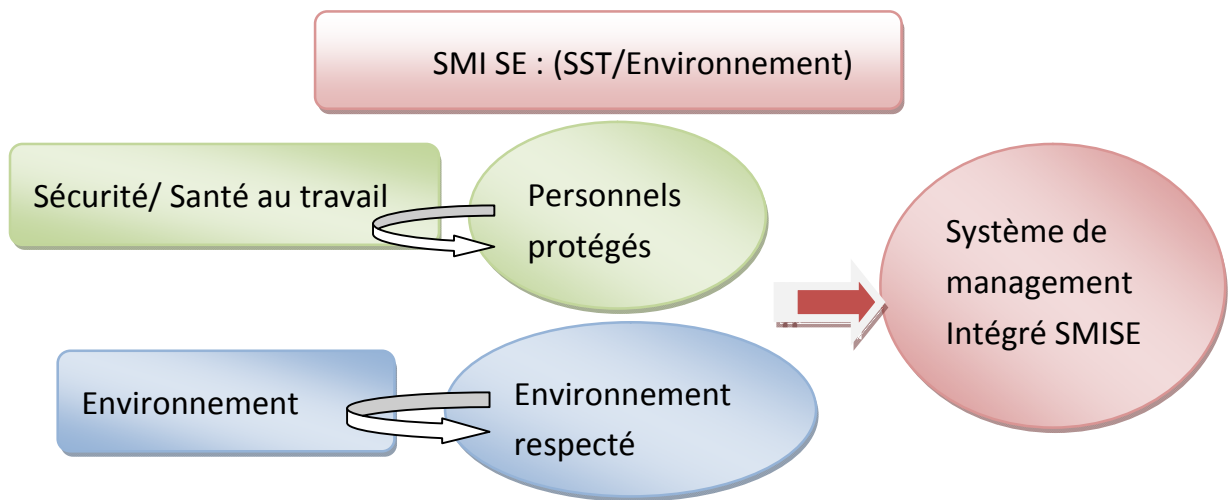 SMI SE : (SST/Environnement)
Sécurité/ Santé au travail
Personnels
protégés
Système de
management
Intégré SMISE
Environnement
Environnement
respecté